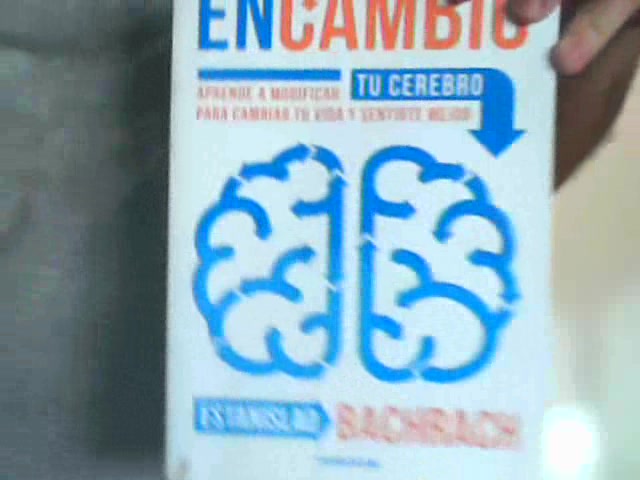 ENCAMBIO
APRENDE A MODIFICAR TU CEREBRO
PARA CAMBIAR TU VIDA Y SENTIRTE MEJOR
ESTANISLAO BACHRACH